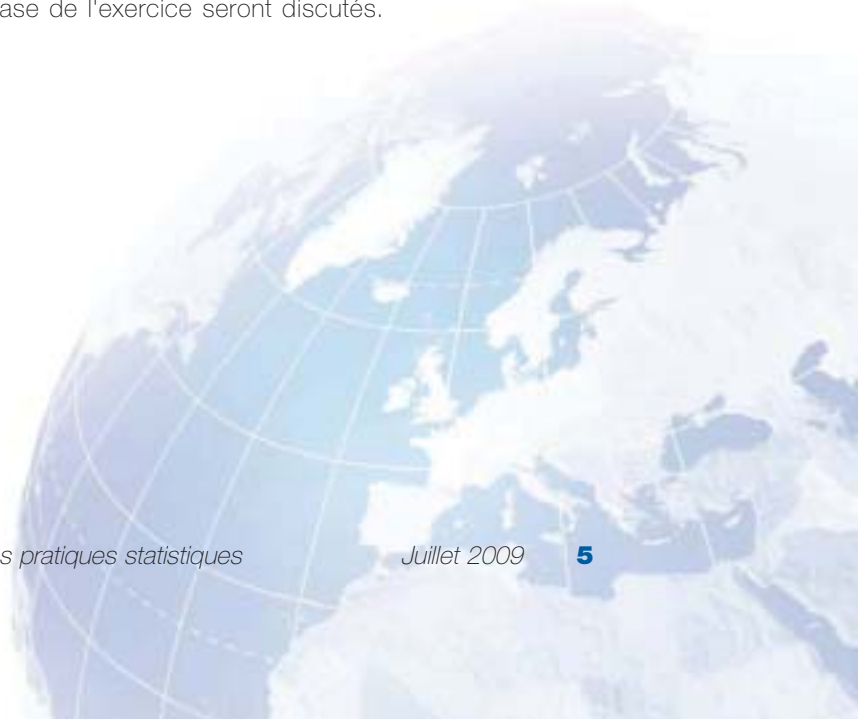 ase de l'exercice seront discutés.
s pratiques statistiques Juillet 2009 5